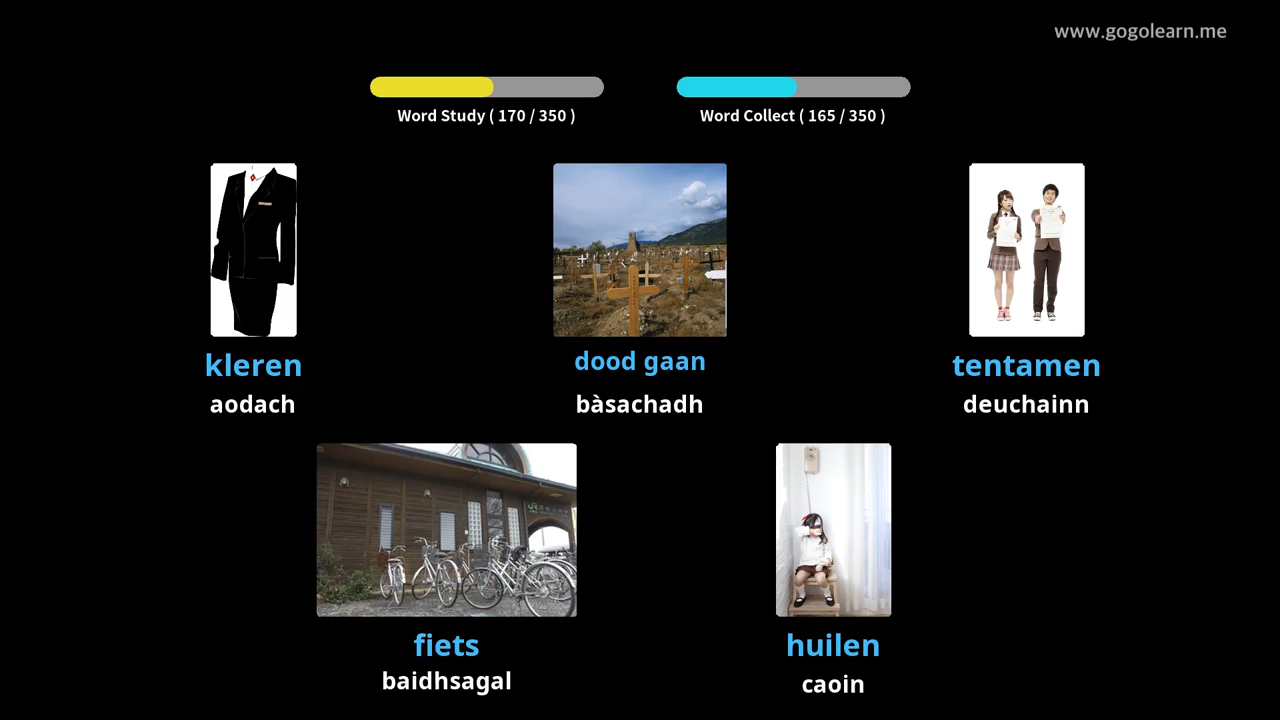 www.gogolearn.me
Word Study ( 170 / 350 )
Word Collect ( 165 / 350 )
kleren
aodach
dood gaan
bàsachadh
tentamen
deuchainn
fiets
baidhsagal
huilen
caoin